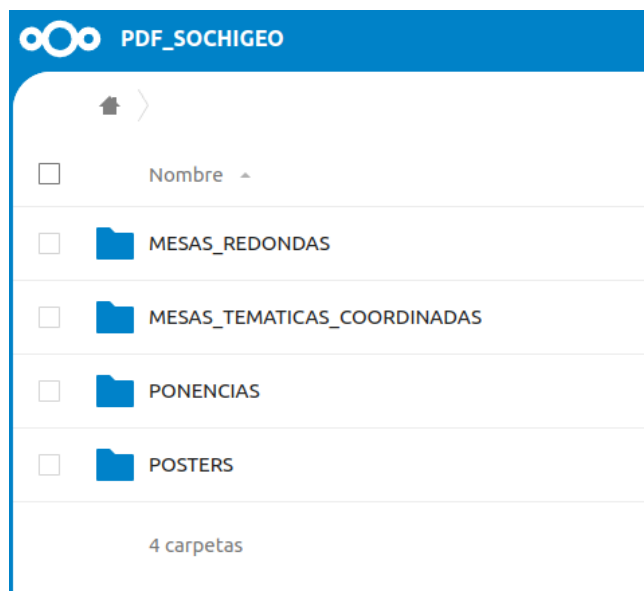 PDF_SOCHIGEO
Nombre
MESAS_REDONDAS
MESAS_TEMATICAS_COORDINADAS
PONENCIAS
POSTERS
4 carpetas